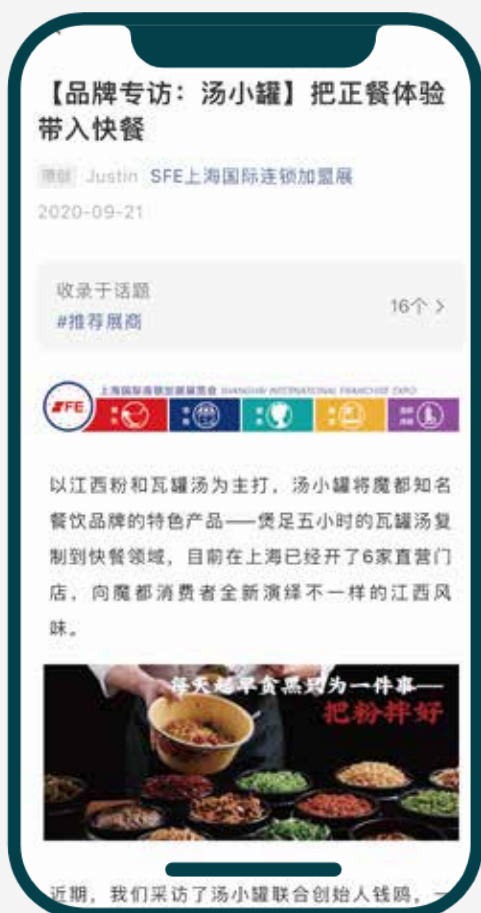 【品牌专访：汤小罐】把正餐体验
带入快餐
原创 Justin SFE上海国际连锁加盟展
2020-09-21
收录于话题
#推荐展商
16个 >
上海国际连锁加盟展览会 SHANGHAI INTERNATIONAL FRANCHISE EXPO
SFE
以江西粉和瓦罐汤为主打，汤小罐将魔都知名
餐饮品牌的特色产品——煲足五小时的瓦罐汤复
制到快餐领域，目前在上海已经开了6家直营门
店，向魔都消费者全新演绎不一样的江西风
味。
每天起早贪黑只为一件事——
把粉拌好
近期，我们采访了汤小罐联合创始人钱鸥，一